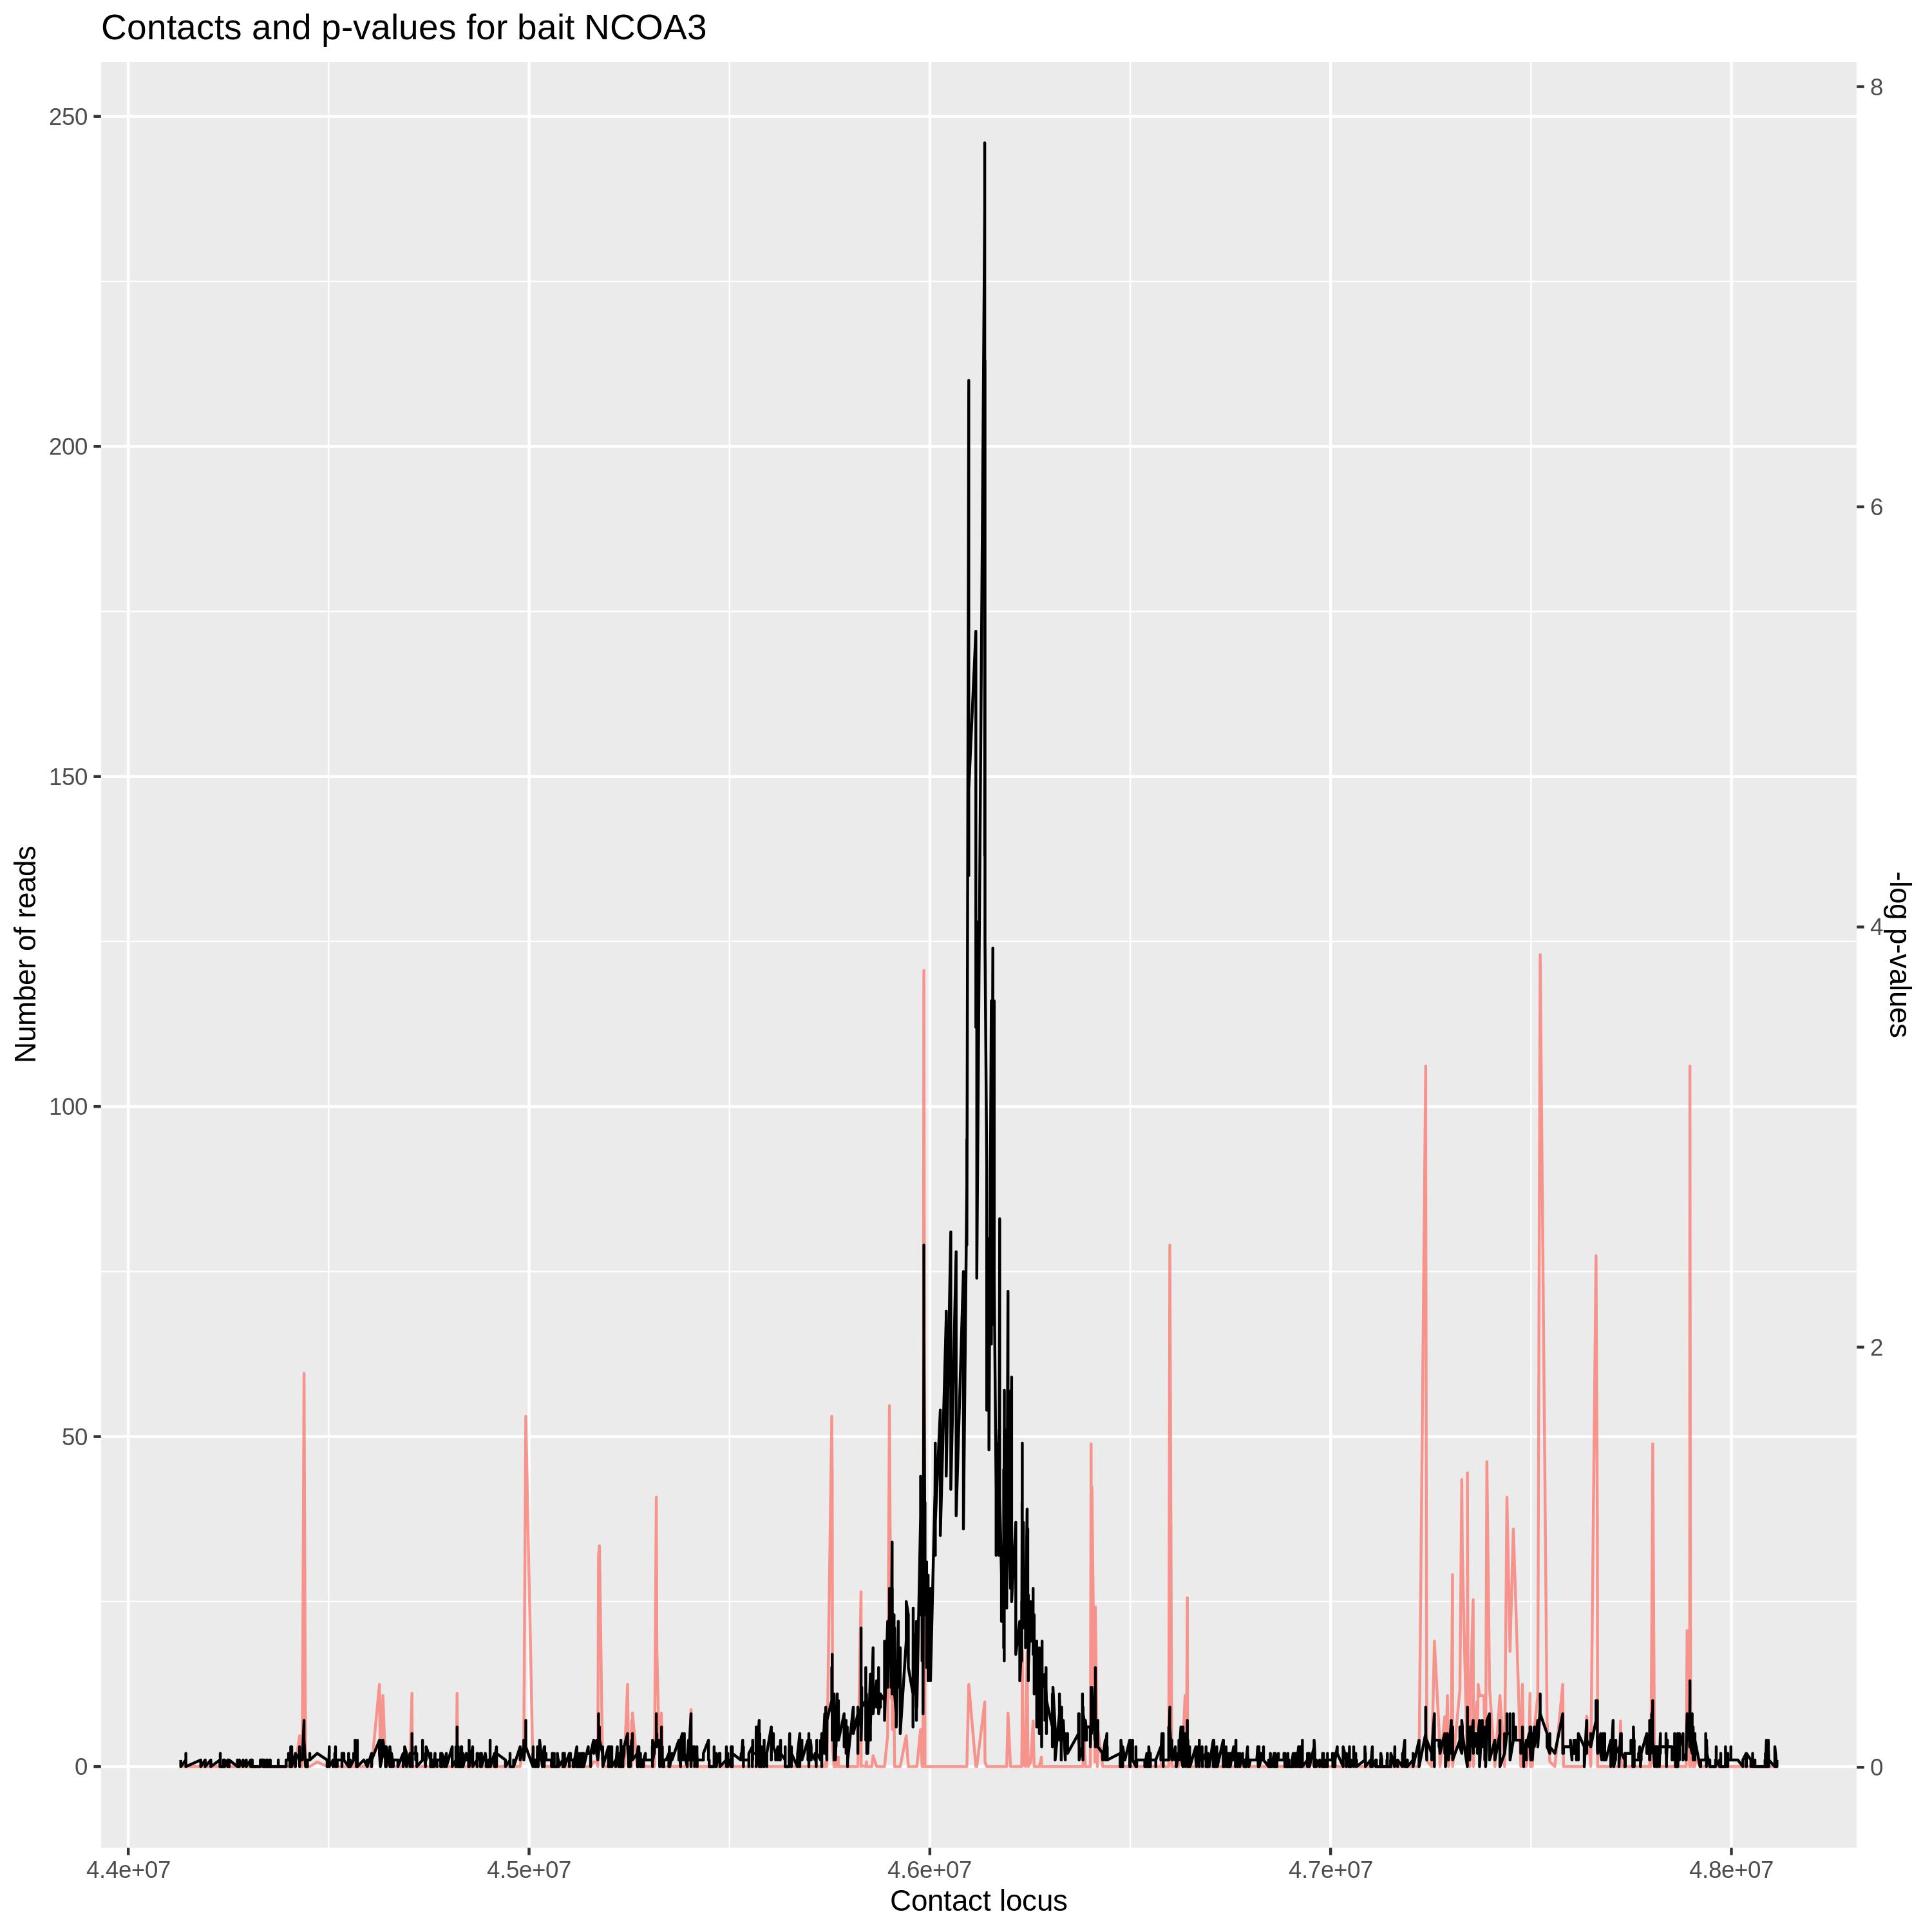 Contacts and p-values for bait NCOA3
250
200
150
100
50
0
Number of reads
8
6
4
2
0
-log p-values
4.4e+07
4.5e+07
4.6e+07
4.7e+07
4.8e+07
Contact locus